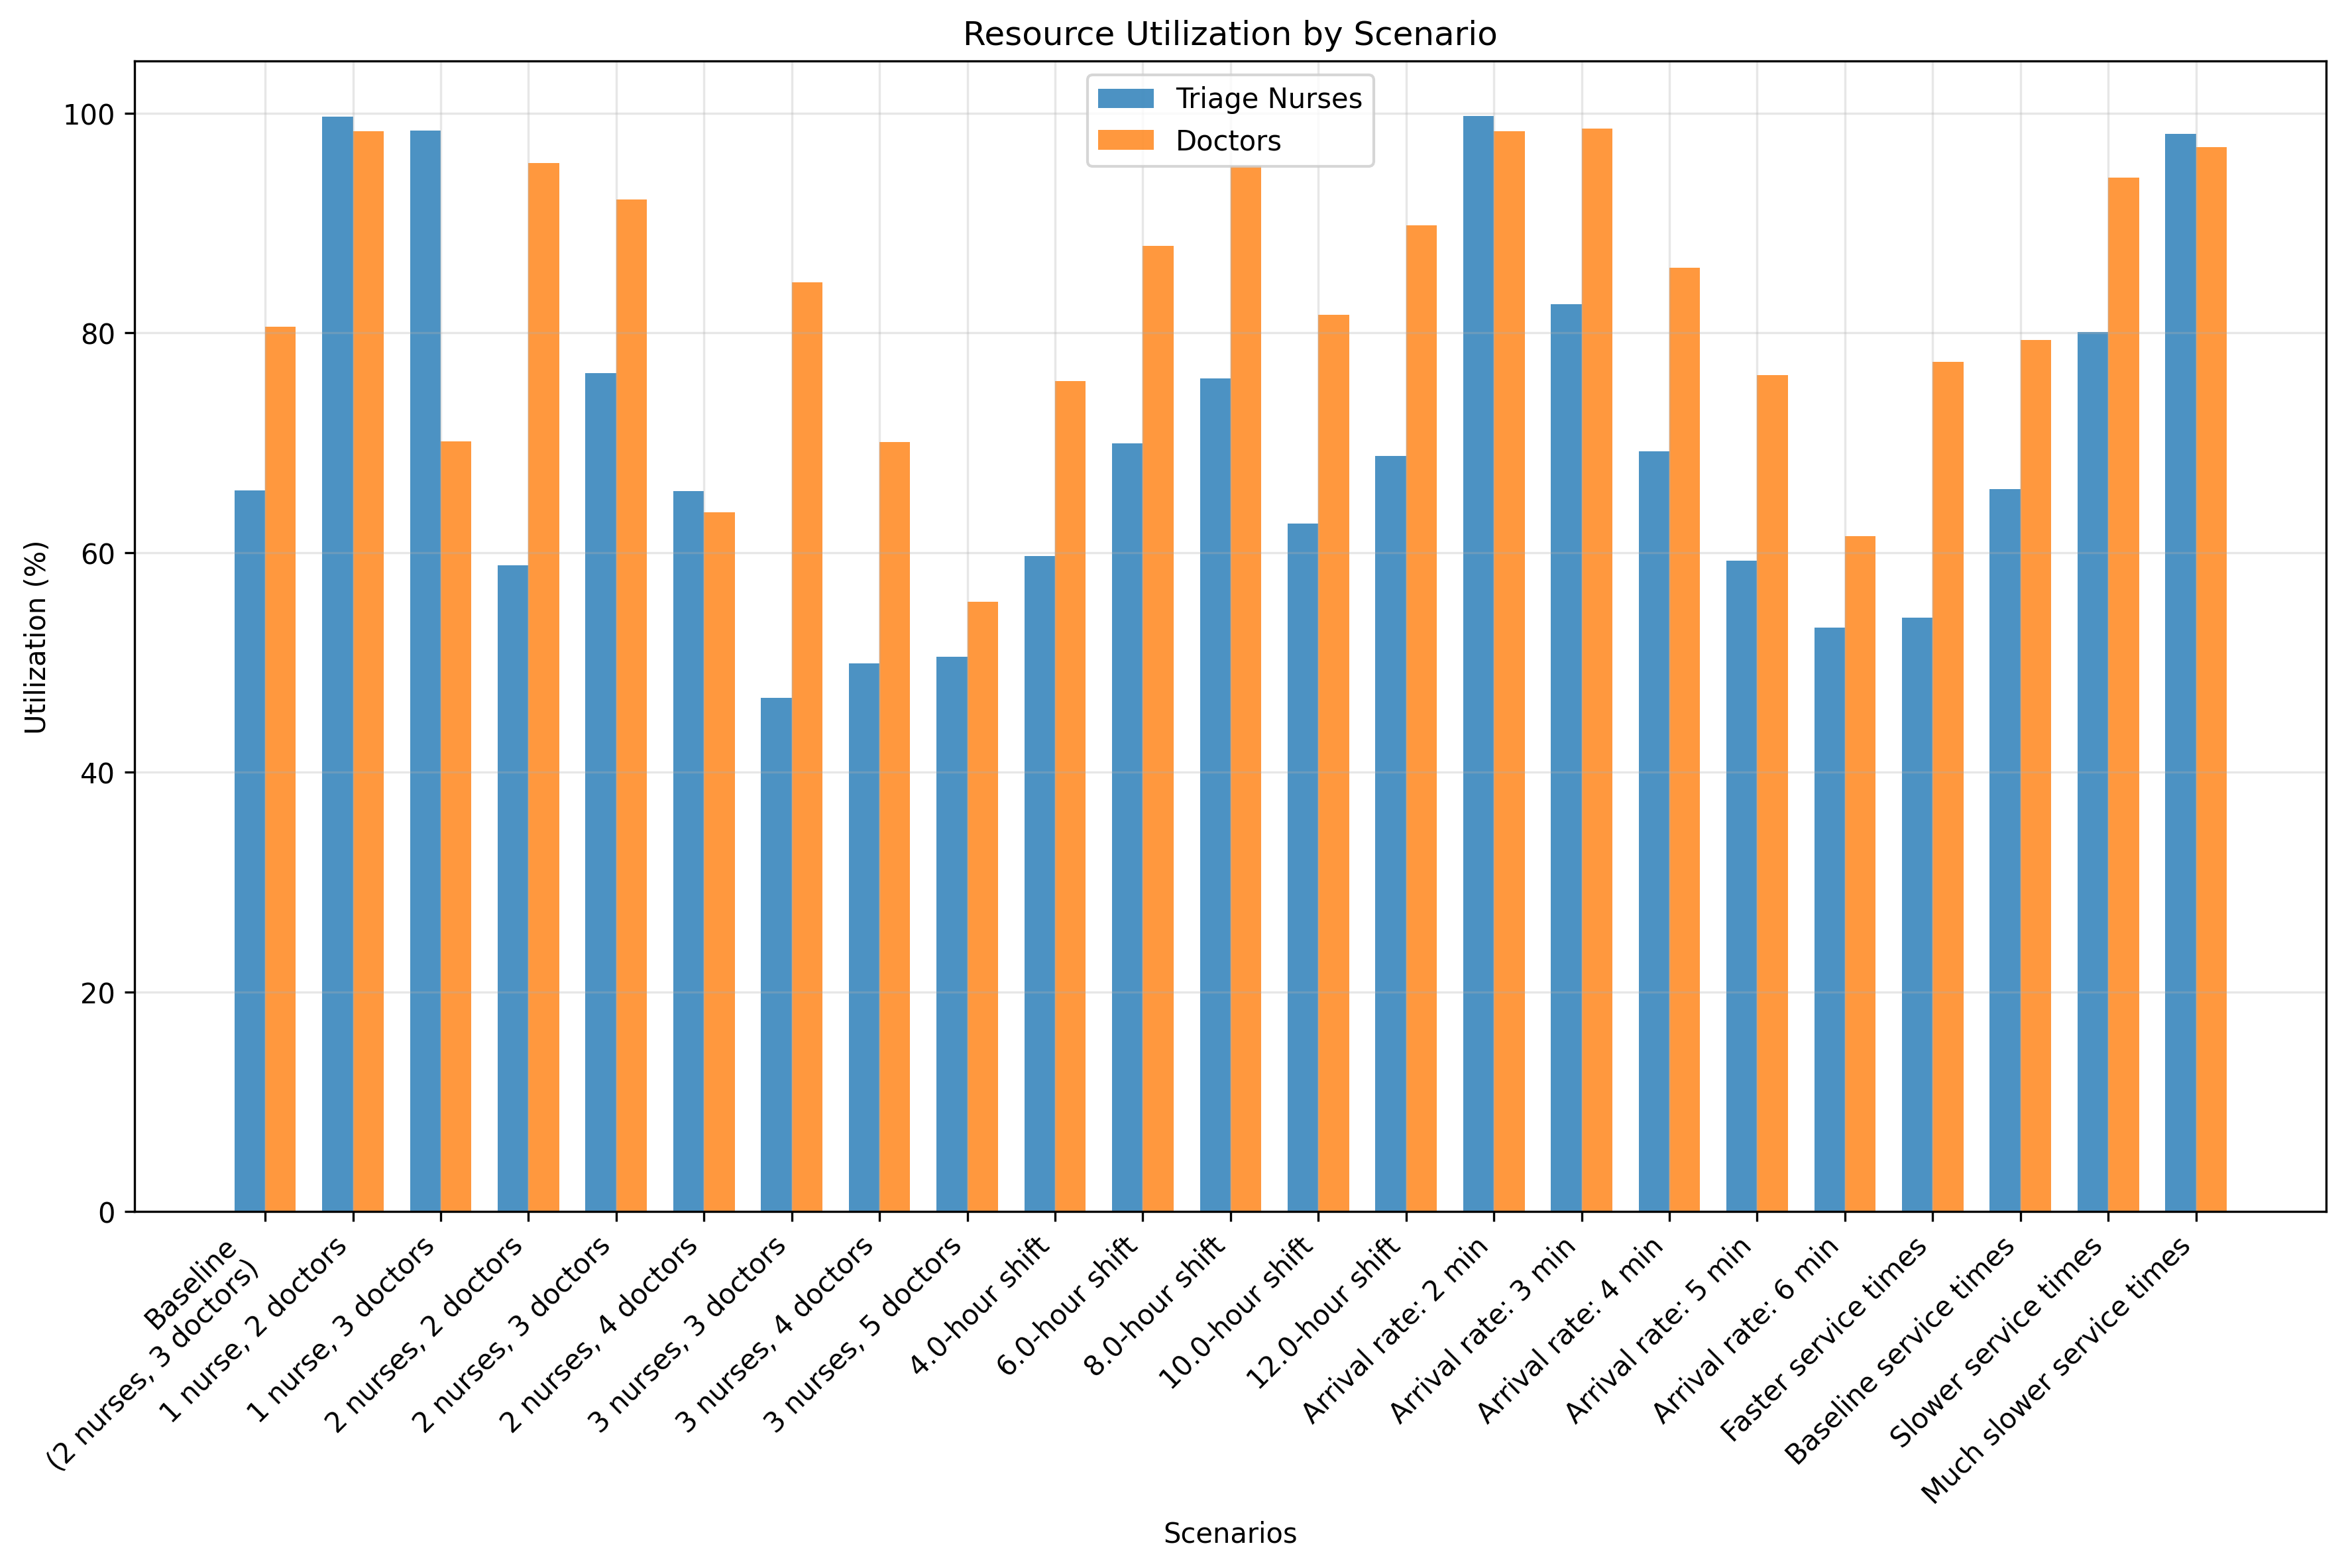 Resource Utilization by Scenario
Triage Nurses
Doctors
Utilization (%)
100
80
60
40
20
0
Baseline
(2 nurses, 3 doctors)
1 nurse, 2 doctors
1 nurse, 3 doctors
2 nurses, 2 doctors
2 nurses, 3 doctors
2 nurses, 4 doctors
3 nurses, 3 doctors
3 nurses, 4 doctors
3 nurses, 5 doctors
4.0-hour shift
6.0-hour shift
8.0-hour shift
10.0-hour shift
12.0-hour shift
Arrival rate: 2 min
Arrival rate: 3 min
Arrival rate: 4 min
Arrival rate: 5 min
Arrival rate: 6 min
Faster service times
Baseline service times
Slower service times
Much slower service times
Scenarios